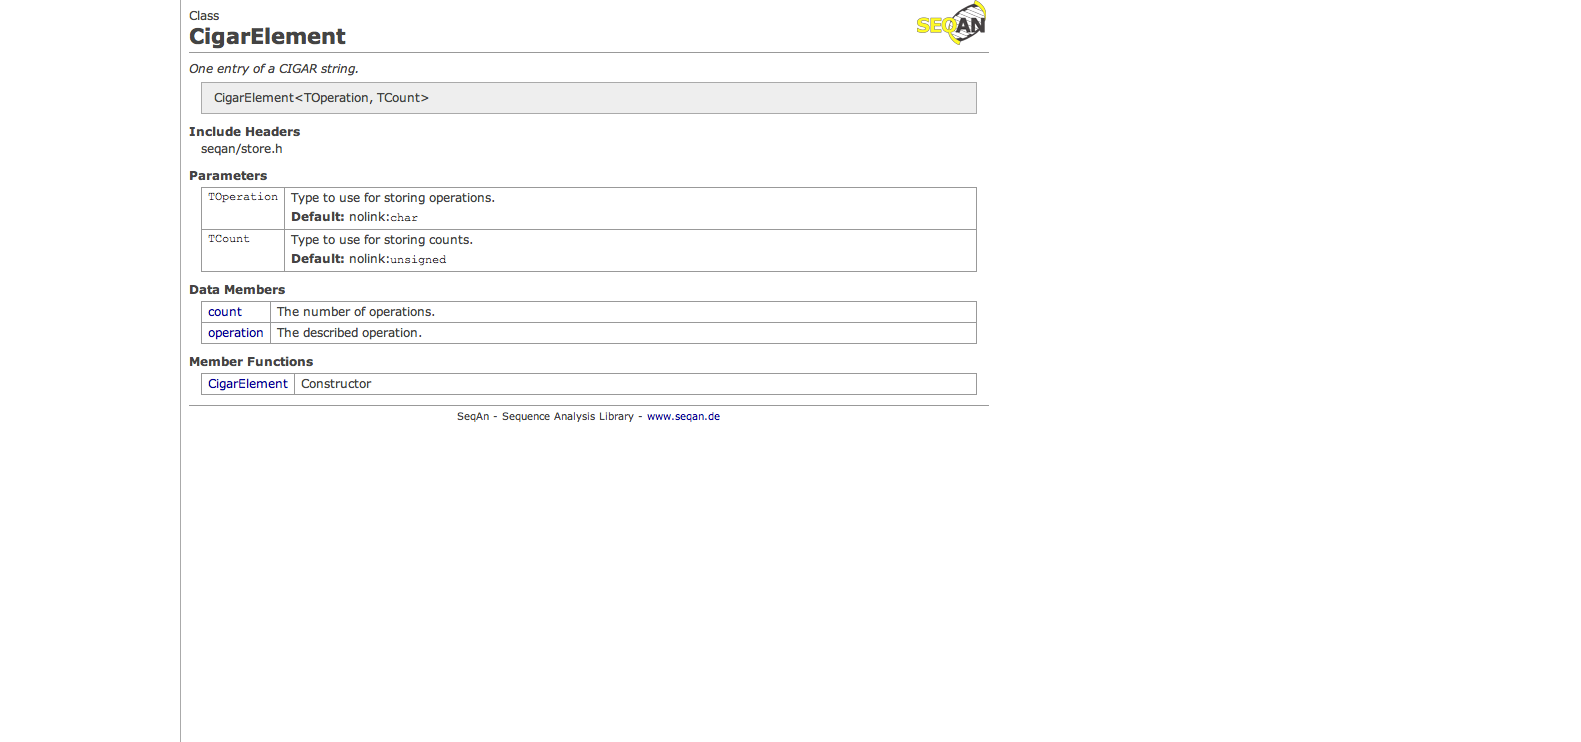 Class
SEQAN
CigarElement
One entry of a CIGAR string.
CigarElement<TOperation, TCount>
Include Headers
seqan/store.h
Parameters
TOperation Type to use for storing operations.
Default: nolink:char
TCount Type to use for storing counts.
Default: nolink:unsigned
Data Members
count The number of operations.
operation The described operation.
Member Functions
CigarElement Constructor
SeqAn - Sequence Analysis Library - www.seqan.de